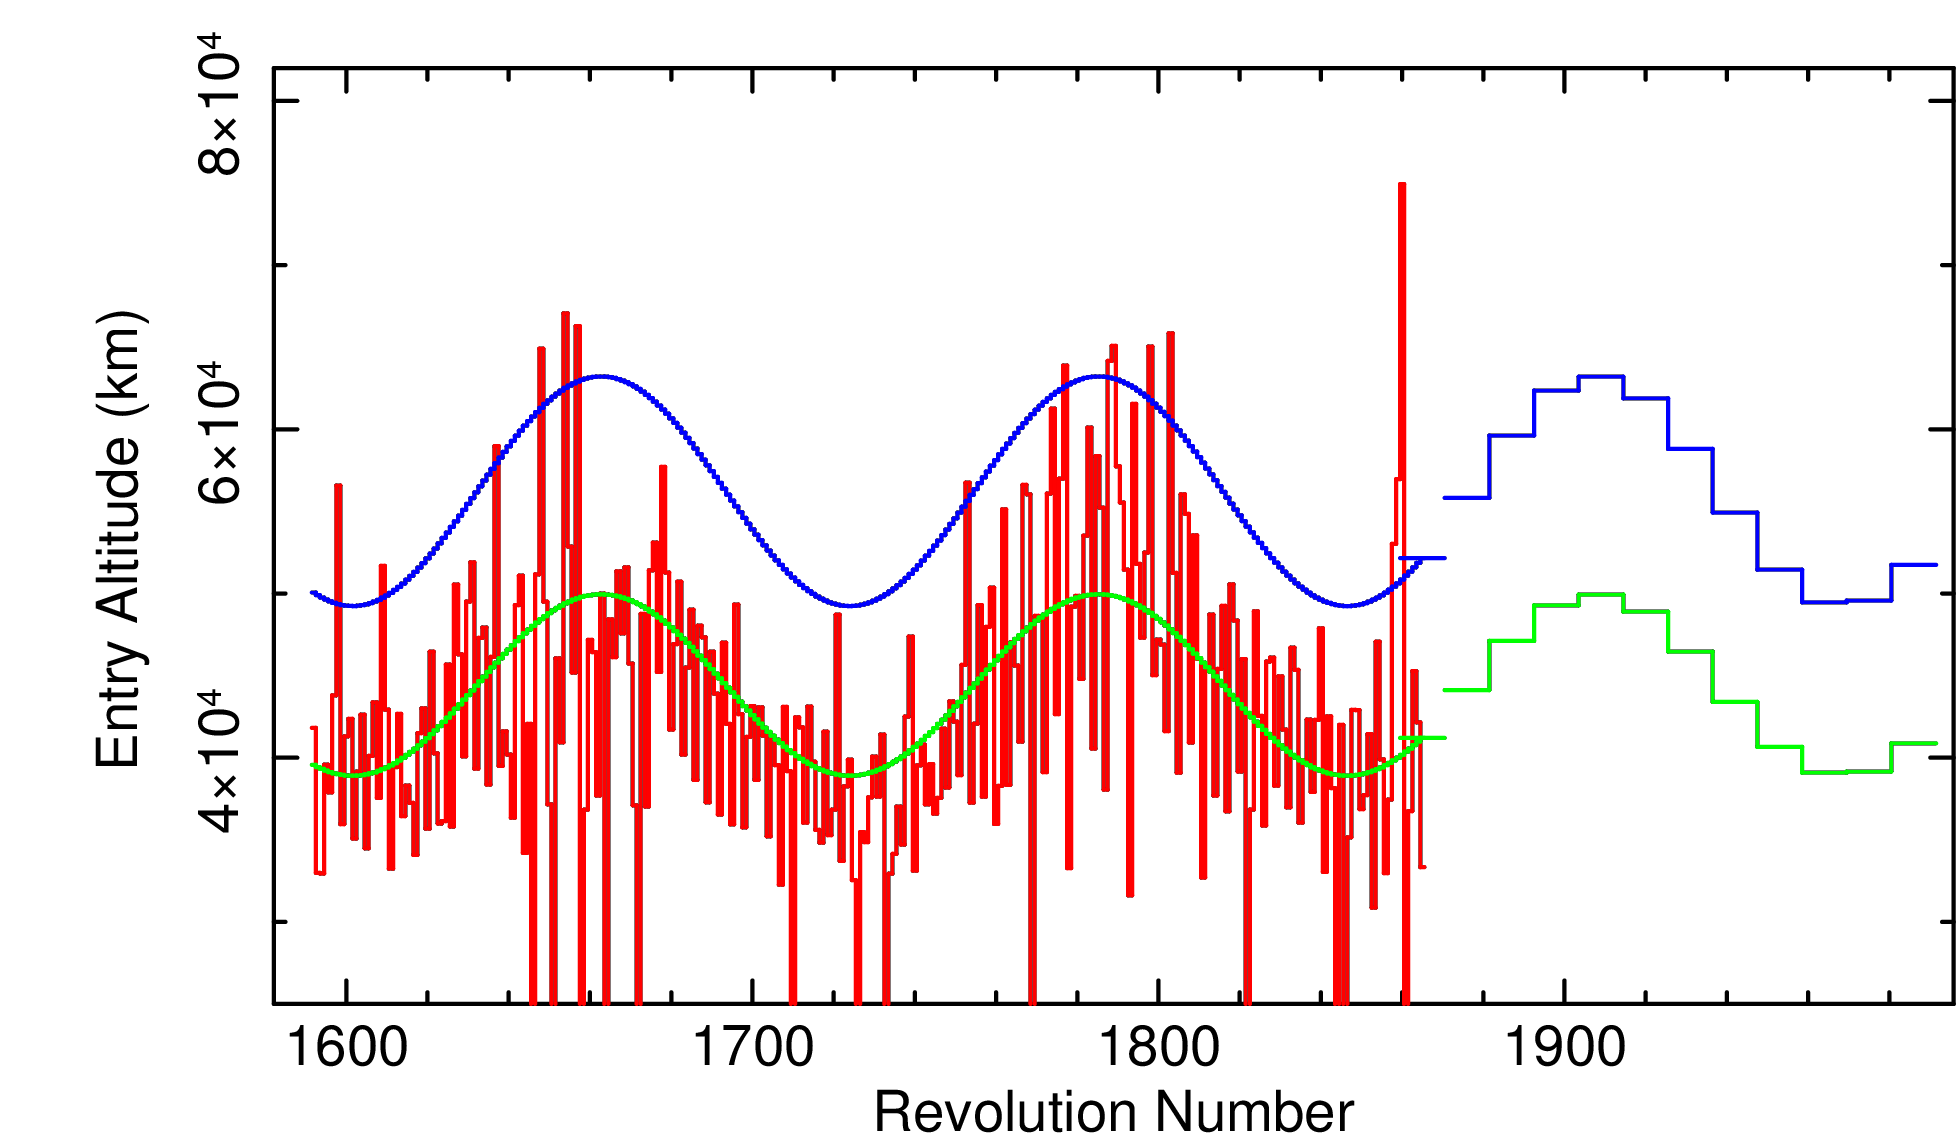 Entry Altitude (km)
8×10⁴
6×10⁴
4×10⁴
1600 1700 1800 1900
Revolution Number